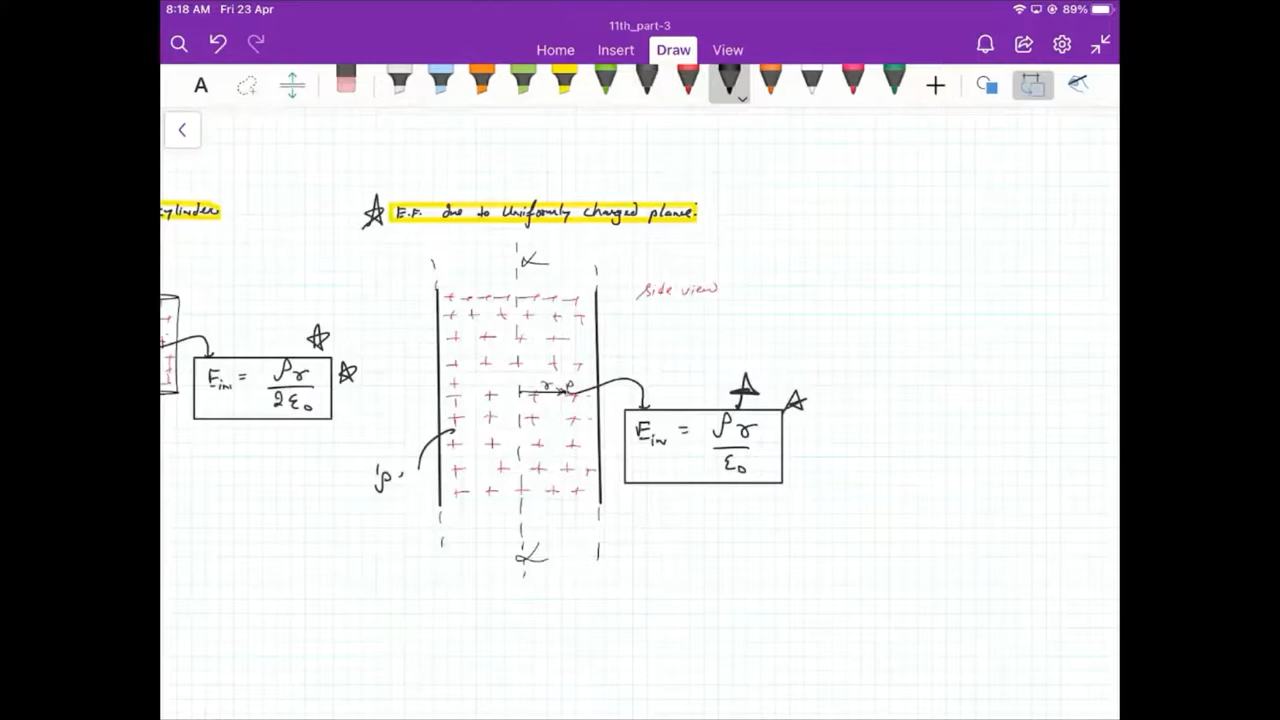 8:18 AM Fri 23 Apr
89%
11th_part-3
Home Insert Draw View
A
cylinder
E.F. due to Uniformly charged plane:
∝
side view
E_in = ρr / 2ε₀
r P
E_in = ρr / ε₀
'ρ'
∝